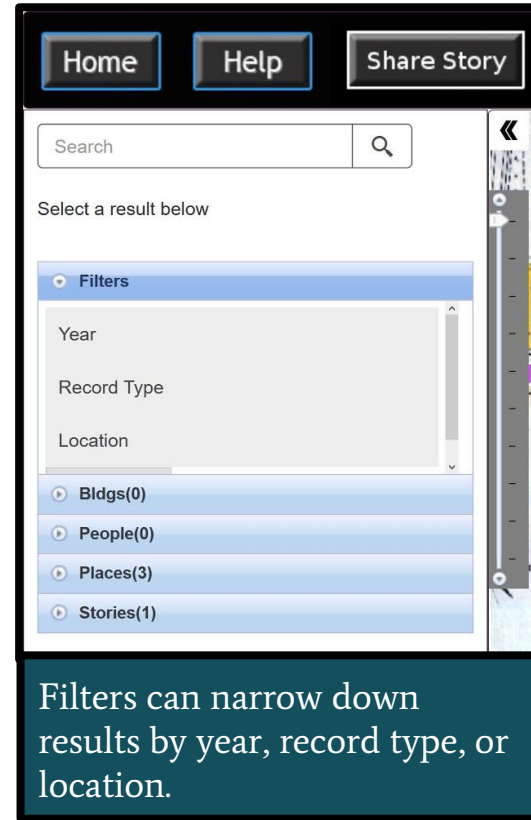 Home Help Share Story
Search
Select a result below
Filters
Year
Record Type
Location
Bldgs(0)
People(0)
Places(3)
Stories(1)
Filters can narrow down
results by year, record type, or
location.